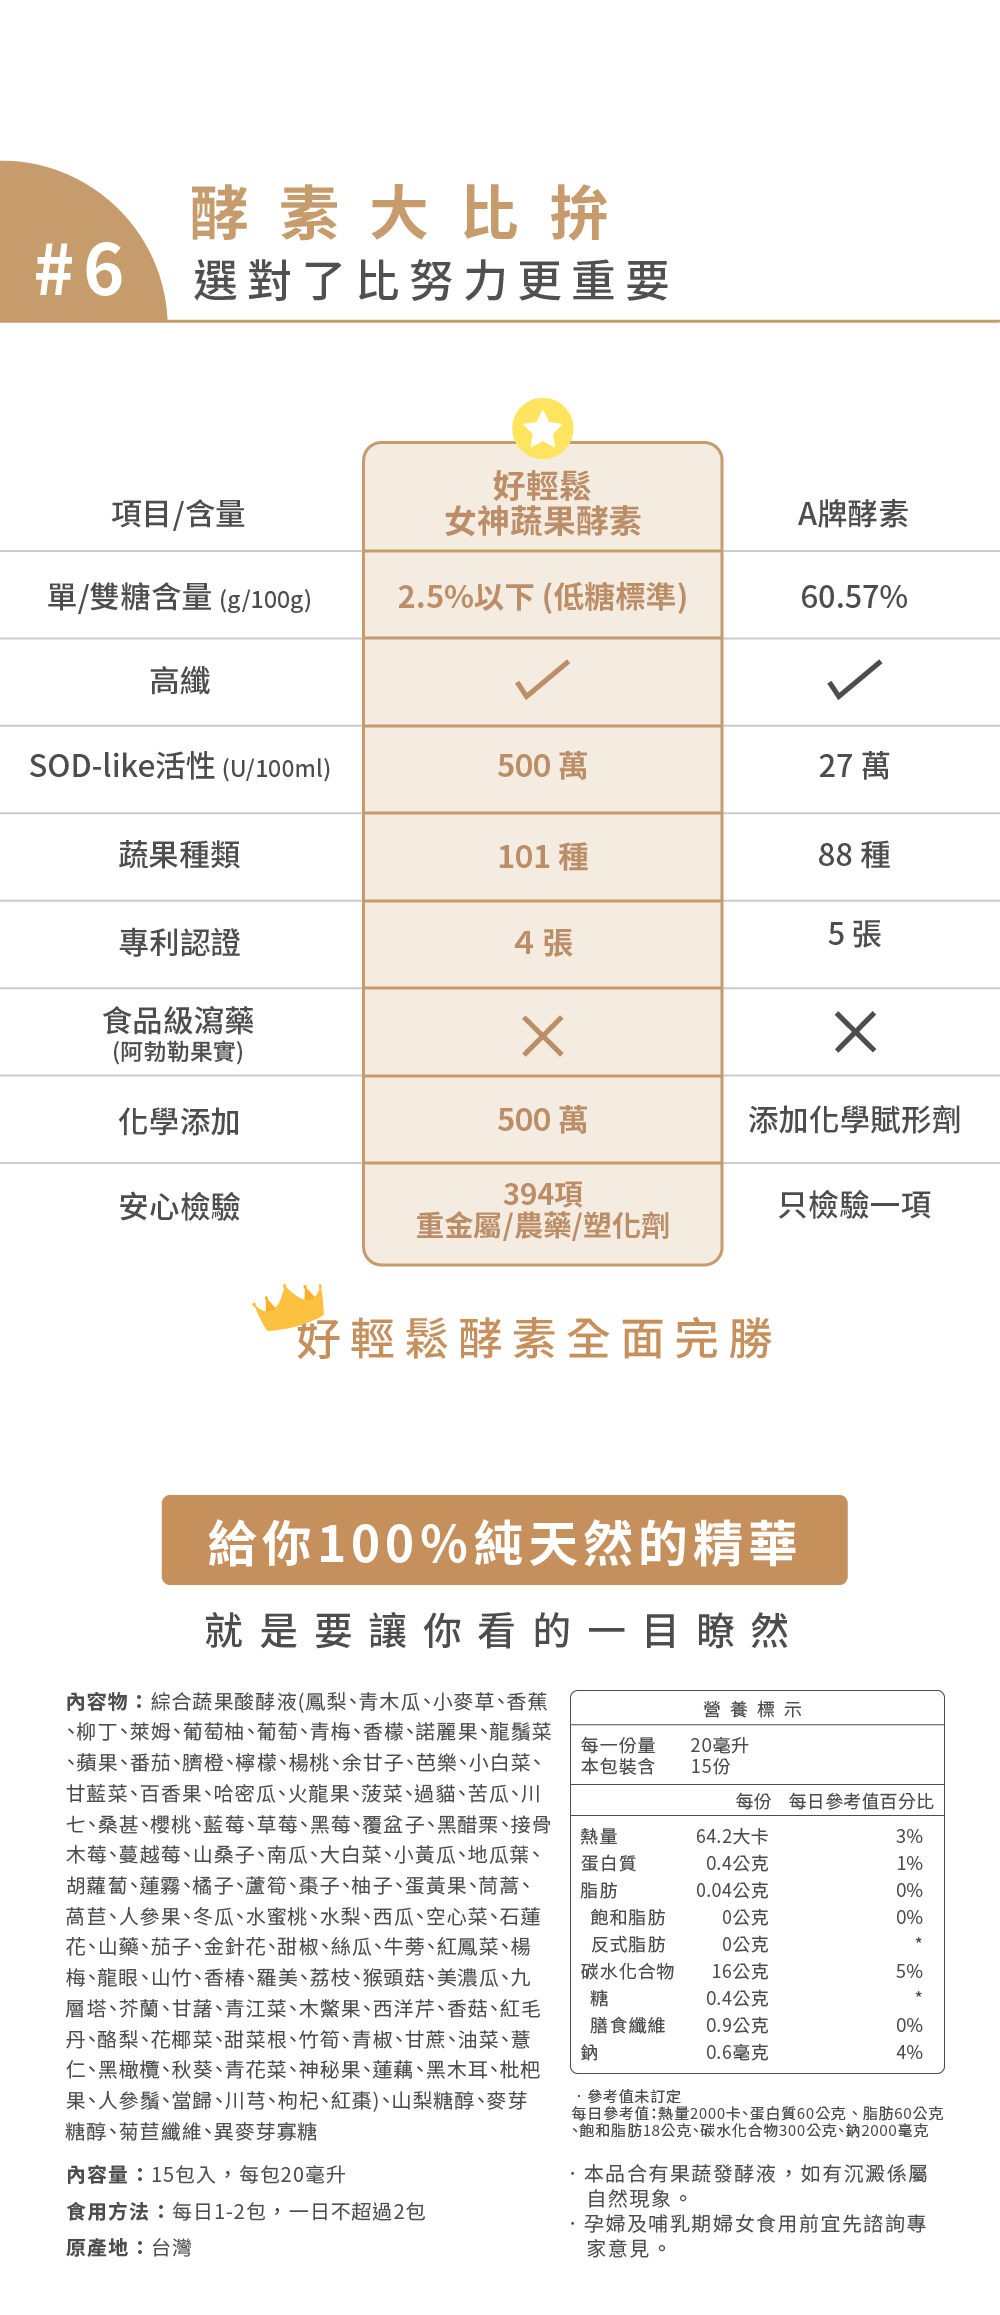 #6
酵素大比拚
選對了比努力更重要
項目/含量
好輕鬆
女神蔬果酵素
A牌酵素
單/雙糖含量 (g/100g)
2.5%以下 (低糖標準)
60.57%
高纖
SOD-like活性 (U/100ml)
500 萬
27 萬
蔬果種類
101 種
88 種
專利認證
4 張
5 張
食品級瀉藥
(阿勃勒果實)
化學添加
500 萬
添加化學賦形劑
安心檢驗
394項
重金屬/農藥/塑化劑
只檢驗一項
好輕鬆酵素全面完勝
給你100%純天然的精華
就是要讓你看的一目瞭然
內容物：綜合蔬果酸酵液(鳳梨、青木瓜、小麥草、香蕉
、柳丁、萊姆、葡萄柚、葡萄、青梅、香檬、諾麗果、龍鬚菜
、蘋果、番茄、臍橙、檸檬、楊桃、余甘子、芭樂、小白菜、
甘藍菜、百香果、哈密瓜、火龍果、菠菜、過貓、苦瓜、川
七、桑葚、櫻桃、藍莓、草莓、黑莓、覆盆子、黑醋栗、接骨
木莓、蔓越莓、山桑子、南瓜、大白菜、小黃瓜、地瓜葉、
胡蘿蔔、蓮霧、橘子、蘆筍、棗子、柚子、蛋黃果、茼蒿、
萵苣、人參果、冬瓜、水蜜桃、水梨、西瓜、空心菜、石蓮
花、山藥、茄子、金針花、甜椒、絲瓜、牛蒡、紅鳳菜、楊
梅、龍眼、山竹、香椿、羅美、荔枝、猴頭菇、美濃瓜、九
層塔、芥蘭、甘藷、青江菜、木鱉果、西洋芹、香菇、紅毛
丹、酪梨、花椰菜、甜菜根、竹筍、青椒、甘蔗、油菜、薏
仁、黑橄欖、秋葵、青花菜、神秘果、蓮藕、黑木耳、枇杷
果、人參鬚、當歸、川芎、枸杞、紅棗)、山梨糖醇、麥芽
糖醇、菊苣纖維、異麥芽寡糖
內容量：15包入，每包20毫升
食用方法：每日1-2包，一日不超過2包
原產地：台灣
營養標示
每一份量 20毫升
本包裝含 15份
每份 每日參考值百分比
熱量 64.2大卡 3%
蛋白質 0.4公克 1%
脂肪 0.04公克 0%
飽和脂肪 0公克 0%
反式脂肪 0公克 *
碳水化合物 16公克 5%
糖 0.4公克 *
膳食纖維 0.9公克 0%
鈉 0.6毫克 4%
·參考值未訂定
每日參考值:熱量2000卡、蛋白質60公克、脂肪60公克
、飽和脂肪18公克、碳水化合物300公克、鈉2000毫克
·本品合有果蔬發酵液，如有沉澱係屬
自然現象。
·孕婦及哺乳期婦女食用前宜先諮詢專
家意見。